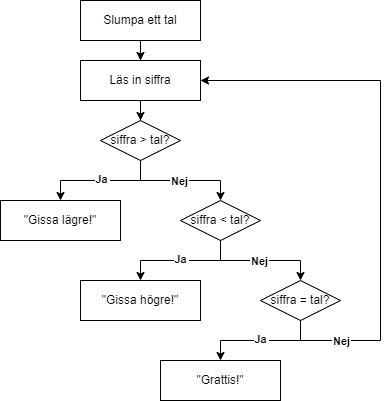 Slumpa ett tal
Läs in siffra
siffra > tal?
Ja
Nej
"Gissa lägre!"
siffra < tal?
Ja
Nej
"Gissa högre!"
siffra = tal?
Ja
Nej
"Grattis!"